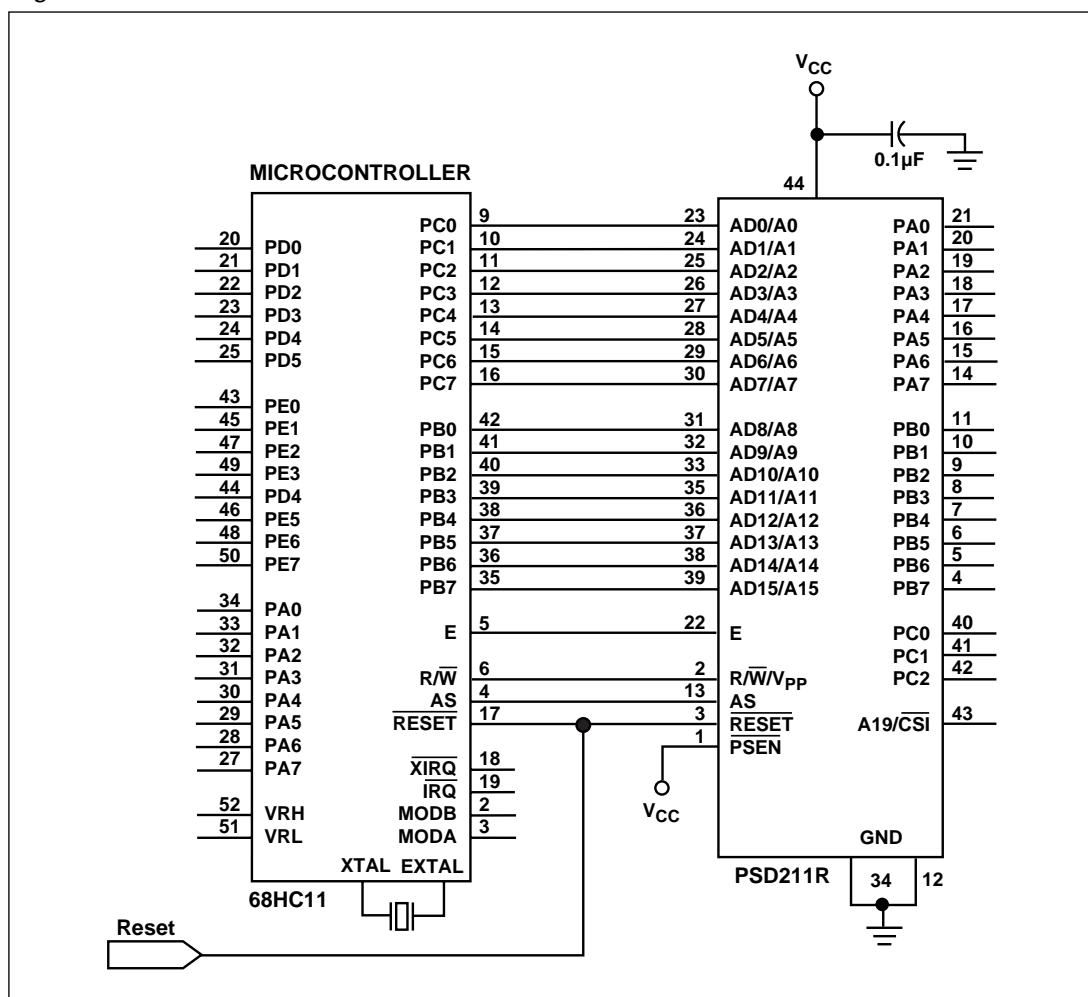 VCC
0.1µF
44
MICROCONTROLLER
20 PD0
21 PD1
22 PD2
23 PD3
24 PD4
25 PD5
43 PE0
45 PE1
47 PE2
49 PE3
44 PD4
46 PE5
48 PE6
50 PE7
34 PA0
33 PA1
32 PA2
31 PA3
30 PA4
29 PA5
28 PA6
27 PA7
52 VRH
51 VRL
PC0 9
PC1 10
PC2 11
PC3 12
PC4 13
PC5 14
PC6 15
PC7 16
PB0 42
PB1 41
PB2 40
PB3 39
PB4 38
PB5 37
PB6 36
PB7 35
E 5
R/W 6
AS 4
RESET 17
XIRQ 18
IRQ 19
MODB 2
MODA 3
XTAL EXTAL
68HC11
23 AD0/A0
24 AD1/A1
25 AD2/A2
26 AD3/A3
27 AD4/A4
28 AD5/A5
29 AD6/A6
30 AD7/A7
31 AD8/A8
32 AD9/A9
33 AD10/A10
35 AD11/A11
36 AD12/A12
37 AD13/A13
38 AD14/A14
39 AD15/A15
22 E
2 R/W/VPP
13 AS
3 RESET
1 PSEN
VCC
PA0 21
PA1 20
PA2 19
PA3 18
PA4 17
PA5 16
PA6 15
PA7 14
PB0 11
PB1 10
PB2 9
PB3 8
PB4 7
PB5 6
PB6 5
PB7 4
PC0 40
PC1 41
PC2 42
A19/CSI 43
GND
PSD211R
34 12
Reset